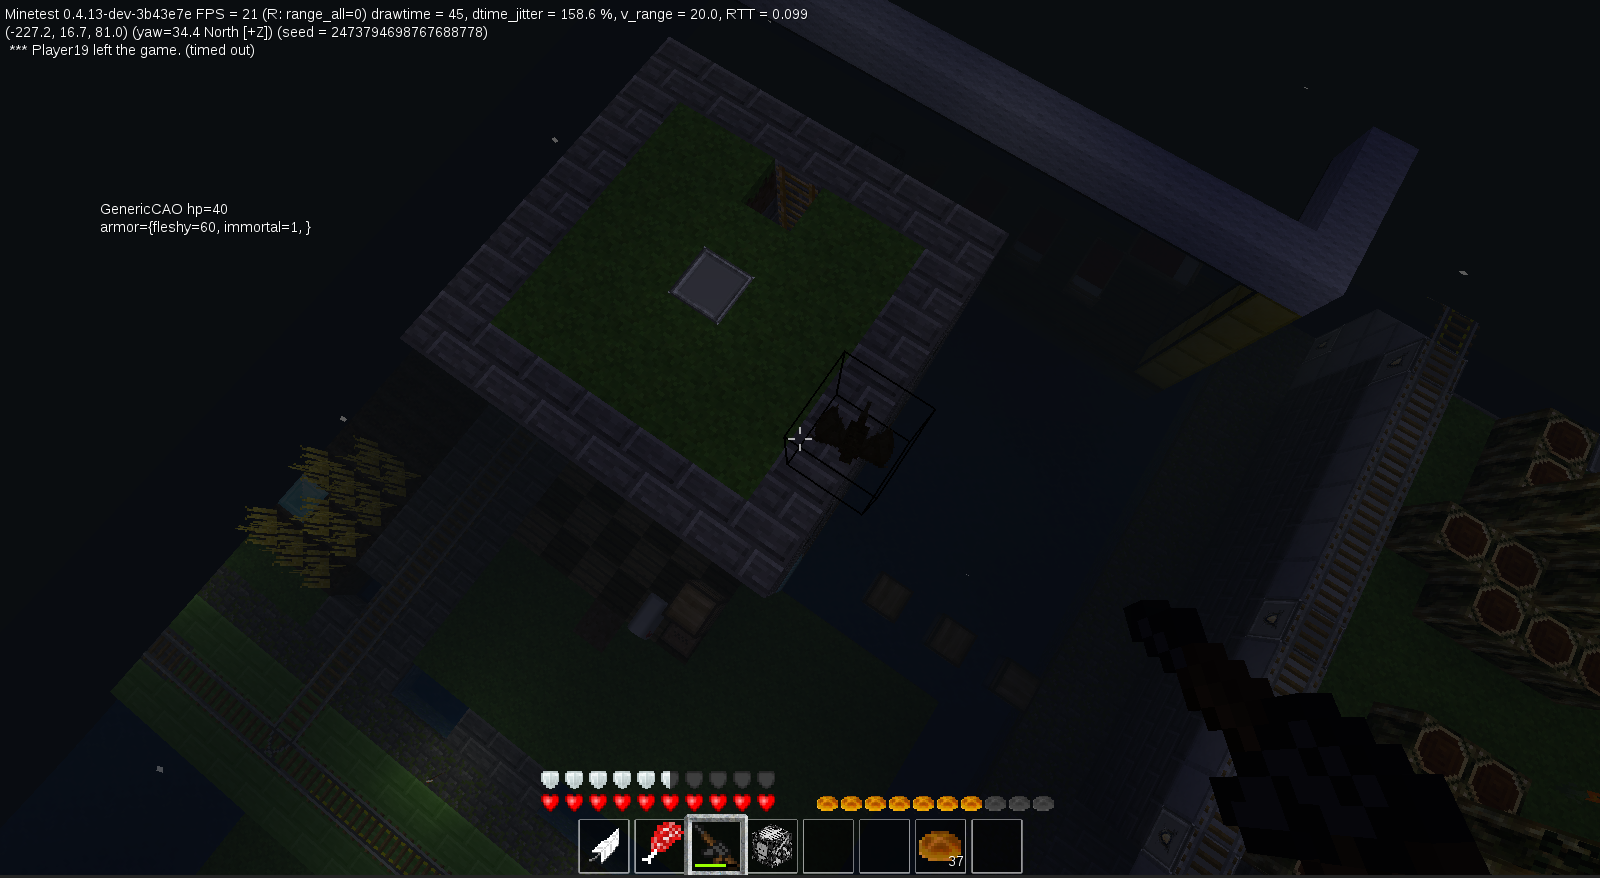 Minetest 0.4.13-dev-3b43e7e FPS = 21 (R: range_all=0) drawtime = 45, dtime_jitter = 158.6 %, v_range = 20.0, RTT = 0.099
(-227.2, 16.7, 81.0) (yaw=34.4 North [+Z]) (seed = 2473794698767688778)
*** Player19 left the game. (timed out)
GenericCAO hp=40
armor={fleshy=60, immortal=1, }
37